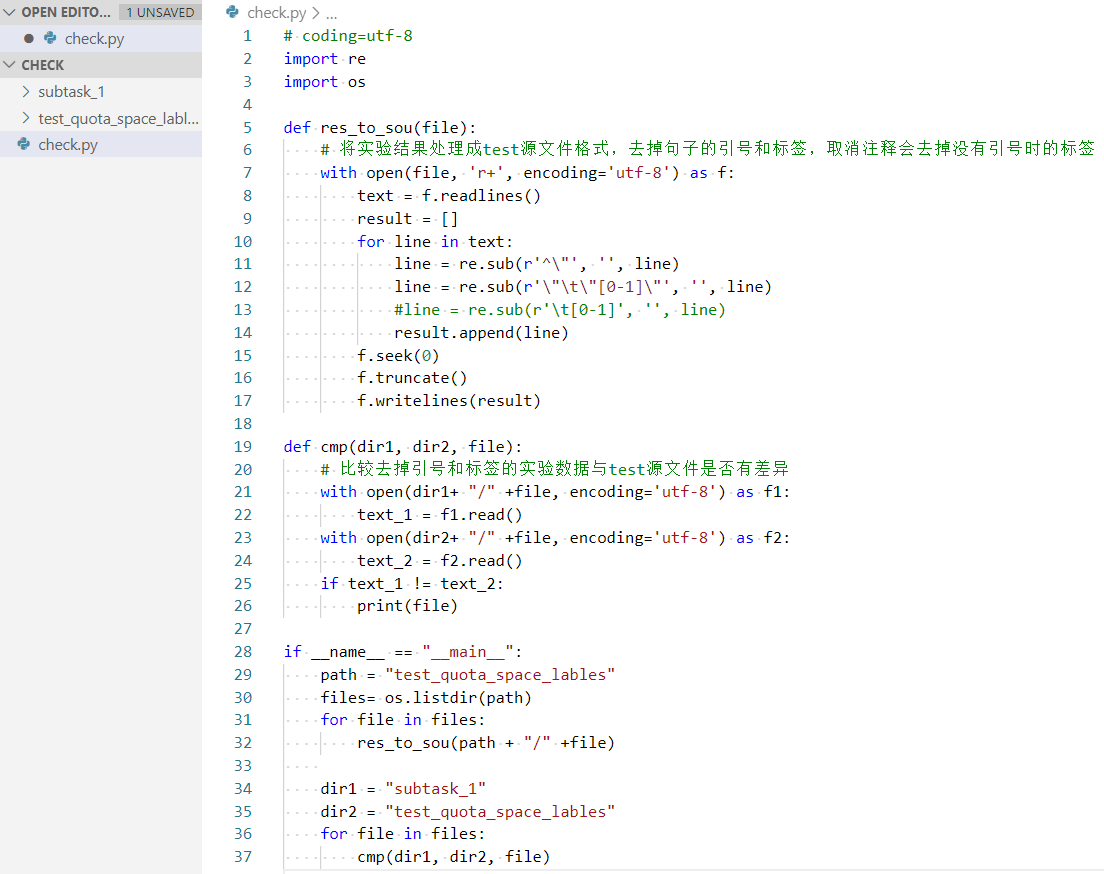 OPEN EDITO... 1 UNSAVED
check.py
CHECK
subtask_1
test_quota_space_labl...
check.py
check.py > ...
1 # coding=utf-8
2 import re
3 import os
4
5 def res_to_sou(file):
6     # 将实验结果处理成test源文件格式，去掉句子的引号和标签，取消注释会去掉没有引号时的标签
7     with open(file, 'r+', encoding='utf-8') as f:
8         text = f.readlines()
9         result = []
10         for line in text:
11             line = re.sub(r'^\"', '', line)
12             line = re.sub(r'\"\t\"[0-1]\"', '', line)
13             #line = re.sub(r'\t[0-1]', '', line)
14             result.append(line)
15         f.seek(0)
16         f.truncate()
17         f.writelines(result)
18
19 def cmp(dir1, dir2, file):
20     # 比较去掉引号和标签的实验数据与test源文件是否有差异
21     with open(dir1+ "/" +file, encoding='utf-8') as f1:
22         text_1 = f1.read()
23     with open(dir2+ "/" +file, encoding='utf-8') as f2:
24         text_2 = f2.read()
25     if text_1 != text_2:
26         print(file)
27
28 if __name__ == "__main__":
29     path = "test_quota_space_lables"
30     files= os.listdir(path)
31     for file in files:
32         res_to_sou(path + "/" +file)
33
34     dir1 = "subtask_1"
35     dir2 = "test_quota_space_lables"
36     for file in files:
37         cmp(dir1, dir2, file)